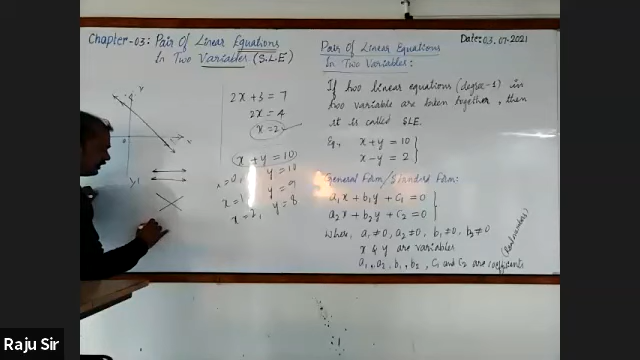 Chapter-03: Pair Of Linear Equations
In Two Variables (S.L.E)
Date: 03.07.2021
Y
X
0
Y1
2x+3 = 7
2x = 4
x = 2
x + y = 10
x = 0, y = 10
x = 1, y = 9
x = 2, y = 8
Pair Of Linear Equations
In Two Variables:
If two linear equations (degree-1) in
two variable are taken together, then
it is called SLE.
Eg, x + y = 10
x - y = 2
General Form/Standard Form:
a₁x + b₁y + c₁ = 0
a₂x + b₂y + c₂ = 0
Where, a₁≠0, a₂≠0, b₁≠0, b₂≠0
x & y are variables
a₁, a₂, b₁, b₂, c₁ and c₂ are coefficients
(Real numbers)
Raju Sir